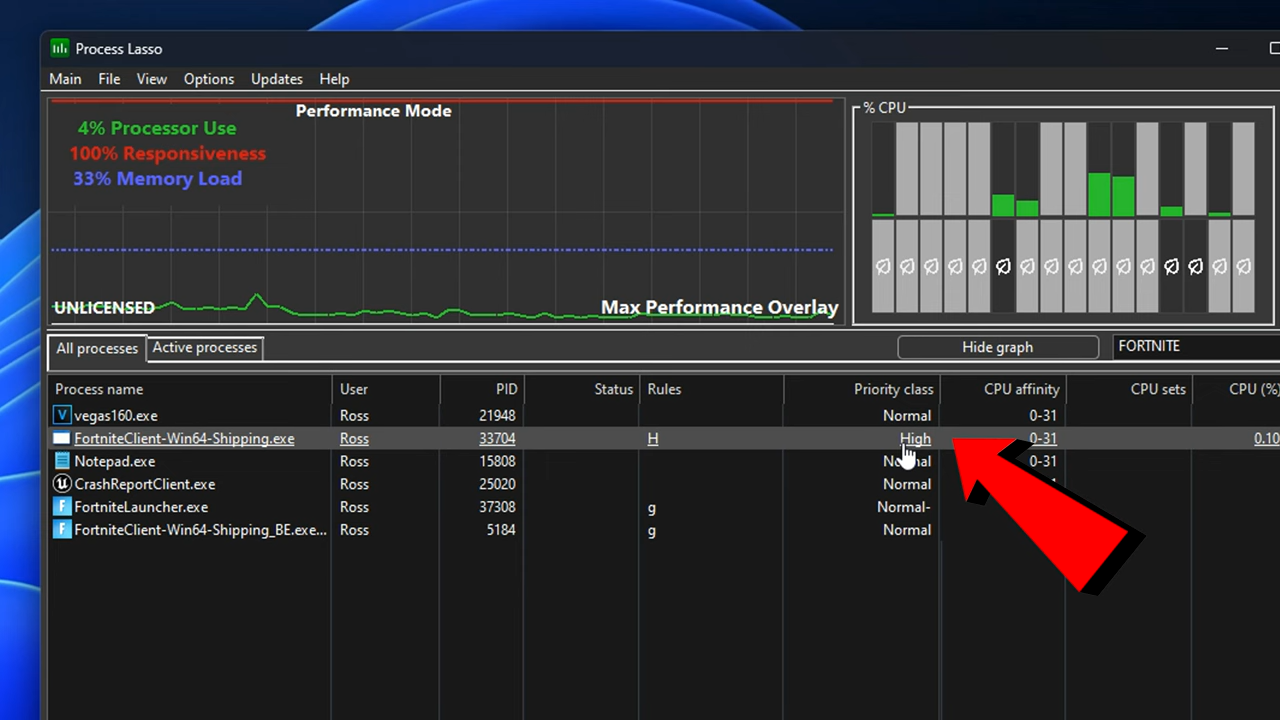 Process Lasso
Main File View Options Updates Help
Performance Mode
4% Processor Use
100% Responsiveness
33% Memory Load
UNLICENSED
Max Performance Overlay
% CPU
All processes Active processes
Hide graph
FORTNITE
Process name User PID Status Rules Priority class CPU affinity CPU sets CPU (%)
vegas160.exe Ross 21948 Normal 0-31
FortniteClient-Win64-Shipping.exe Ross 33704 H High 0-31 0.10
Notepad.exe Ross 15808 Normal 0-31
CrashReportClient.exe Ross 25020 Normal
FortniteLauncher.exe Ross 37308 g Normal-
FortniteClient-Win64-Shipping_BE.exe... Ross 5184 g Normal